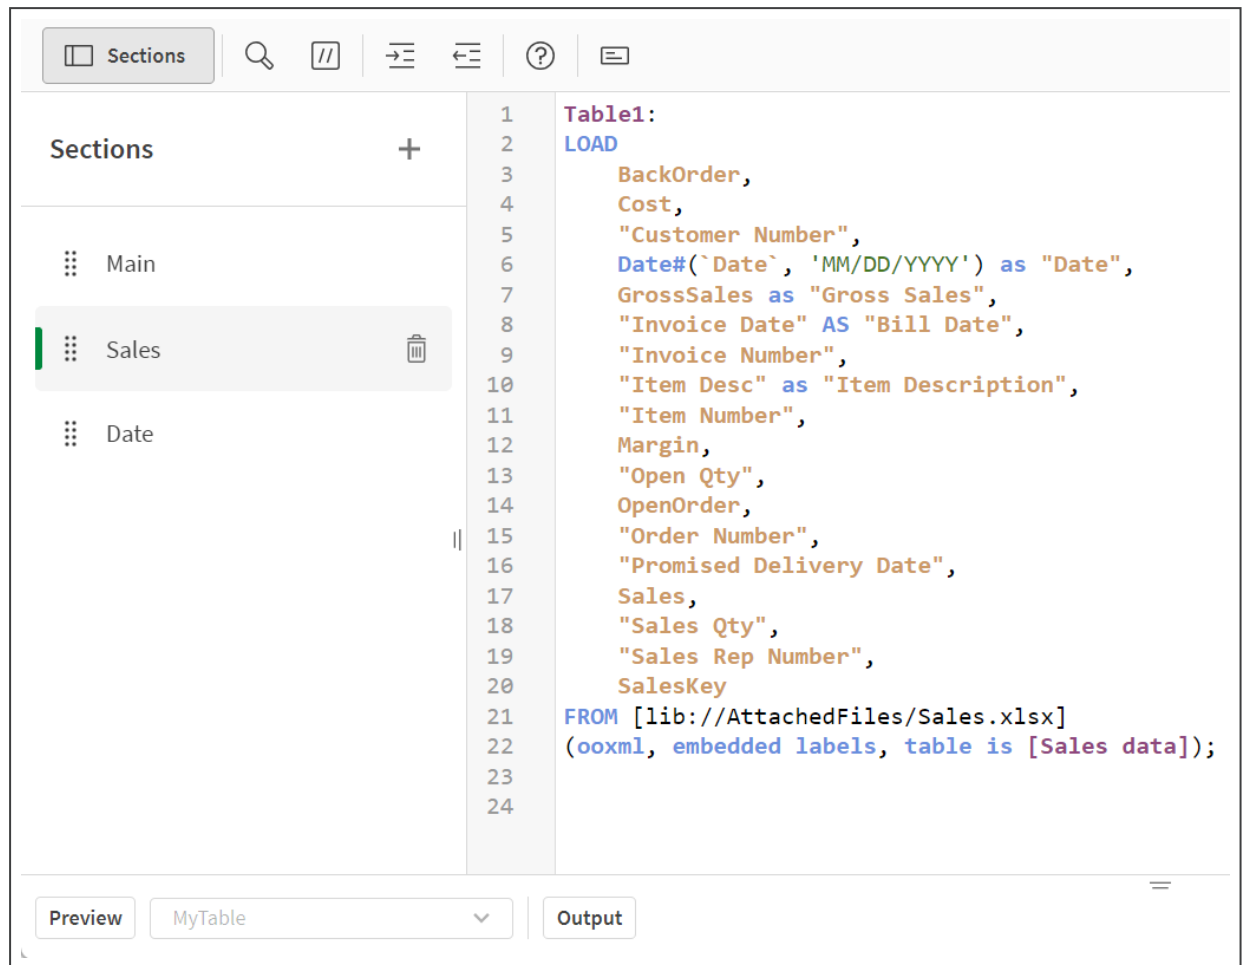 Sections
Sections
Main
Sales
Date
1 Table1:
2 LOAD
3 BackOrder,
4 Cost,
5 "Customer Number",
6 Date#(`Date`, 'MM/DD/YYYY') as "Date",
7 GrossSales as "Gross Sales",
8 "Invoice Date" AS "Bill Date",
9 "Invoice Number",
10 "Item Desc" as "Item Description",
11 "Item Number",
12 Margin,
13 "Open Qty",
14 OpenOrder,
15 "Order Number",
16 "Promised Delivery Date",
17 Sales,
18 "Sales Qty",
19 "Sales Rep Number",
20 SalesKey
21 FROM [lib://AttachedFiles/Sales.xlsx]
22 (ooxml, embedded labels, table is [Sales data]);
23
24
Preview MyTable Output